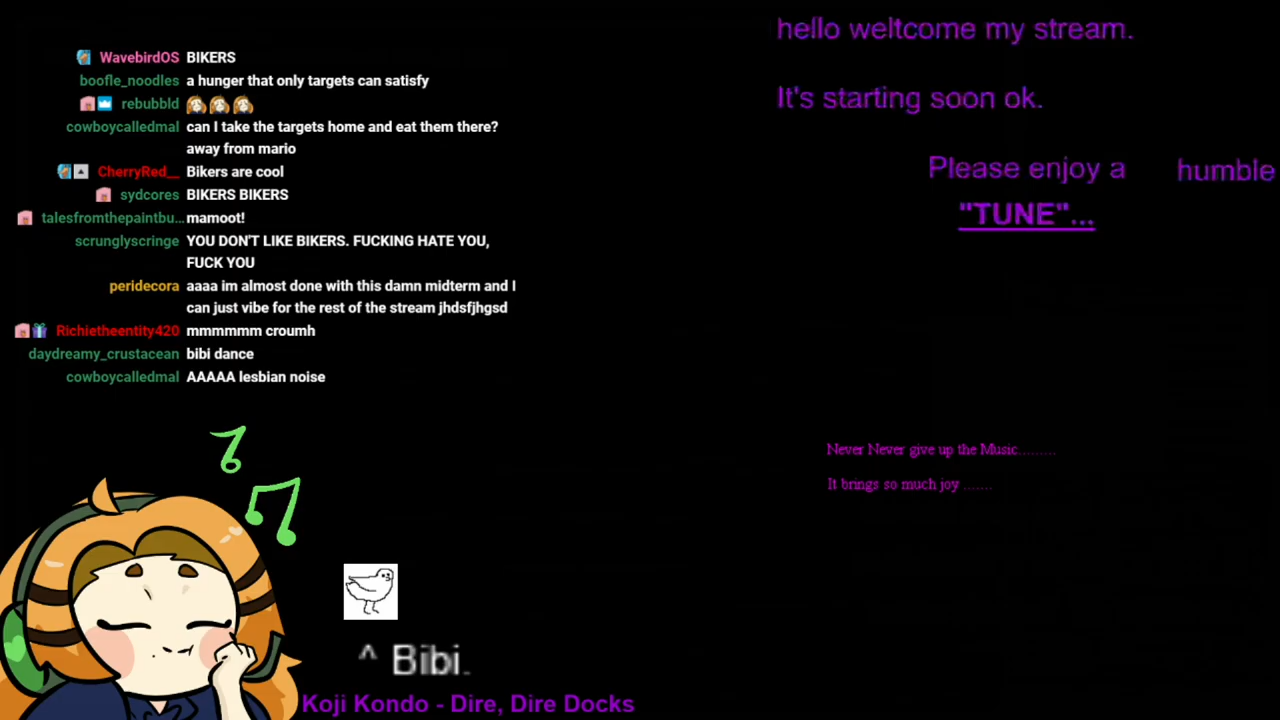 WavebirdOS BIKERS
boofle_noodles a hunger that only targets can satisfy
rebubbld
cowboycalledmal can I take the targets home and eat them there?
away from mario
CherryRed__ Bikers are cool
sydcores BIKERS BIKERS
talesfromthepaintbu... mamoot!
scrunglyscringe YOU DON'T LIKE BIKERS. FUCKING HATE YOU,
FUCK YOU
peridecora aaaa im almost done with this damn midterm and I
can just vibe for the rest of the stream jhdsfjhgsd
Richietheentity420 mmmmmm croumh
daydreamy_crustacean bibi dance
cowboycalledmal AAAAA lesbian noise
hello weltcome my stream.
It's starting soon ok.
Please enjoy a humble
"TUNE"...
Never Never give up the Music.........
It brings so much joy .......
^ Bibi.
Koji Kondo - Dire, Dire Docks